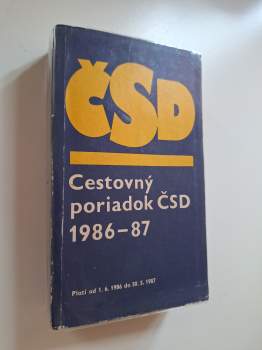 ČSD
Cestovný
poriadok ČSD
1986-87
Platí od 1. 6. 1986 do 30. 5. 1987